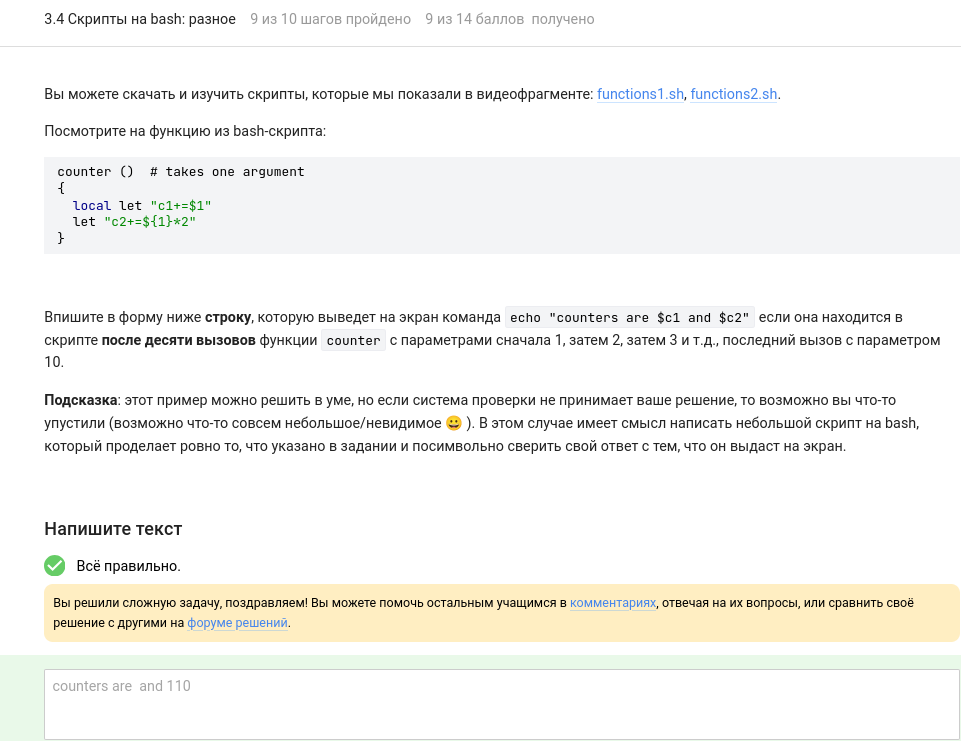 3.4 Скрипты на bash: разное 9 из 10 шагов пройдено 9 из 14 баллов получено
Вы можете скачать и изучить скрипты, которые мы показали в видеофрагменте: functions1.sh, functions2.sh.
Посмотрите на функцию из bash-скрипта:
counter ()  # takes one argument
{
  local let "c1+=$1"
  let "c2+=${1}*2"
}
Впишите в форму ниже строку, которую выведет на экран команда echo "counters are $c1 and $c2" если она находится в
скрипте после десяти вызовов функции counter с параметрами сначала 1, затем 2, затем 3 и т.д., последний вызов с параметром
10.
Подсказка: этот пример можно решить в уме, но если система проверки не принимает ваше решение, то возможно вы что-то
упустили (возможно что-то совсем небольшое/невидимое 😀 ). В этом случае имеет смысл написать небольшой скрипт на bash,
который проделает ровно то, что указано в задании и посимвольно сверить свой ответ с тем, что он выдаст на экран.
Напишите текст
Всё правильно.
Вы решили сложную задачу, поздравляем! Вы можете помочь остальным учащимся в комментариях, отвечая на их вопросы, или сравнить своё
решение с другими на форуме решений.
counters are  and 110